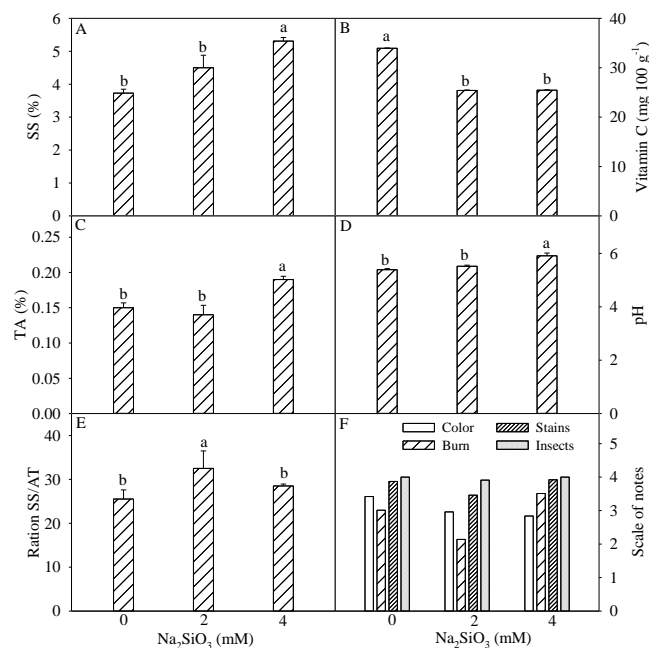 A
SS (%)
6
5
4
3
2
1
0
b
b
a
B
Vitamin C (mg 100 g⁻¹)
40
30
20
10
0
a
b
b
C
TA (%)
0.25
0.20
0.15
0.10
0.05
0.00
b
b
a
D
pH
6
4
2
0
b
b
a
E
Ration SS/AT
40
30
20
10
0
b
a
b
0
2
4
Na₂SiO₃ (mM)
F
Color
Burn
Stains
Insects
Scale of notes
5
4
3
2
1
0
0
2
4
Na₂SiO₃ (mM)